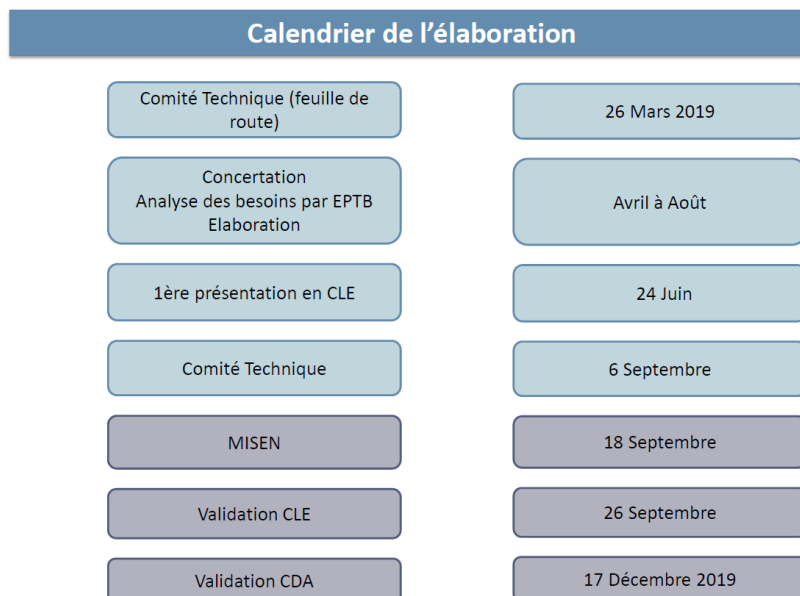 Calendrier de l'élaboration
Comité Technique (feuille de
route)
26 Mars 2019
Concertation
Analyse des besoins par EPTB
Elaboration
Avril à Août
1ère présentation en CLE
24 Juin
Comité Technique
6 Septembre
MISEN
18 Septembre
Validation CLE
26 Septembre
Validation CDA
17 Décembre 2019